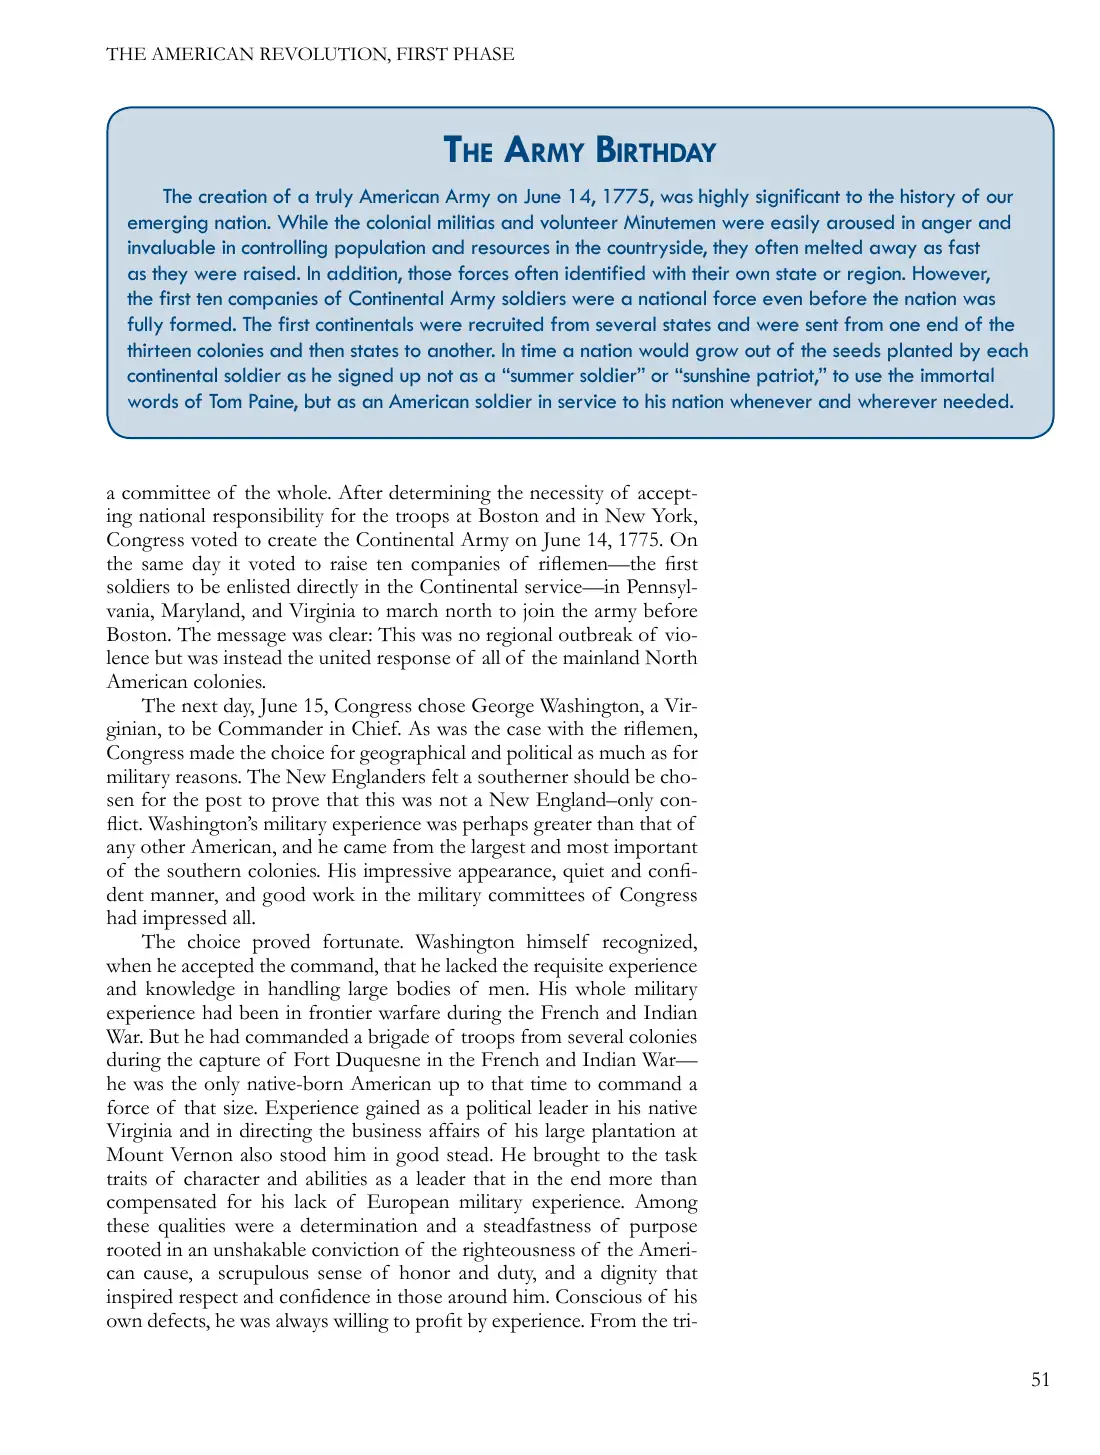 THE AMERICAN REVOLUTION, FIRST PHASE
The Army Birthday
The creation of a truly American Army on June 14, 1775, was highly significant to the history of our
emerging nation. While the colonial militias and volunteer Minutemen were easily aroused in anger and
invaluable in controlling population and resources in the countryside, they often melted away as fast
as they were raised. In addition, those forces often identified with their own state or region. However,
the first ten companies of Continental Army soldiers were a national force even before the nation was
fully formed. The first continentals were recruited from several states and were sent from one end of the
thirteen colonies and then states to another. In time a nation would grow out of the seeds planted by each
continental soldier as he signed up not as a “summer soldier” or “sunshine patriot,” to use the immortal
words of Tom Paine, but as an American soldier in service to his nation whenever and wherever needed.
a committee of the whole. After determining the necessity of accept-
ing national responsibility for the troops at Boston and in New York,
Congress voted to create the Continental Army on June 14, 1775. On
the same day it voted to raise ten companies of riflemen—the first
soldiers to be enlisted directly in the Continental service—in Pennsyl-
vania, Maryland, and Virginia to march north to join the army before
Boston. The message was clear: This was no regional outbreak of vio-
lence but was instead the united response of all of the mainland North
American colonies.
The next day, June 15, Congress chose George Washington, a Vir-
ginian, to be Commander in Chief. As was the case with the riflemen,
Congress made the choice for geographical and political as much as for
military reasons. The New Englanders felt a southerner should be cho-
sen for the post to prove that this was not a New England–only con-
flict. Washington’s military experience was perhaps greater than that of
any other American, and he came from the largest and most important
of the southern colonies. His impressive appearance, quiet and confi-
dent manner, and good work in the military committees of Congress
had impressed all.
The choice proved fortunate. Washington himself recognized,
when he accepted the command, that he lacked the requisite experience
and knowledge in handling large bodies of men. His whole military
experience had been in frontier warfare during the French and Indian
War. But he had commanded a brigade of troops from several colonies
during the capture of Fort Duquesne in the French and Indian War—
he was the only native-born American up to that time to command a
force of that size. Experience gained as a political leader in his native
Virginia and in directing the business affairs of his large plantation at
Mount Vernon also stood him in good stead. He brought to the task
traits of character and abilities as a leader that in the end more than
compensated for his lack of European military experience. Among
these qualities were a determination and a steadfastness of purpose
rooted in an unshakable conviction of the righteousness of the Ameri-
can cause, a scrupulous sense of honor and duty, and a dignity that
inspired respect and confidence in those around him. Conscious of his
own defects, he was always willing to profit by experience. From the tri-
51